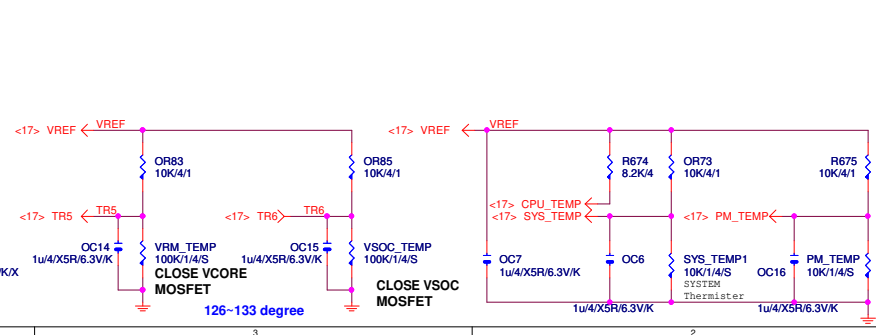 <17> VREF
VREF
OR83
10K/4/1
OR85
10K/4/1
<17> TR5
TR5
<17> TR6
TR6
OC14
1u/4/X5R/6.3V/K
VRM_TEMP
100K/1/4/S
CLOSE VCORE
MOSFET
OC15
1u/4/X5R/6.3V/K
VSOC_TEMP
100K/1/4/S
CLOSE VSOC
MOSFET
126~133 degree
K/X
<17> VREF
VREF
R674
8.2K/4
OR73
10K/4/1
R675
10K/4/1
<17> CPU_TEMP
<17> SYS_TEMP
<17> PM_TEMP
OC7
1u/4/X5R/6.3V/K
OC6
1u/4/X5R/6.3V/K
SYS_TEMP1
10K/1/4/S
SYSTEM
Thermister
OC16
1u/4/X5R/6.3V/K
PM_TEMP
10K/1/4/S
3
2